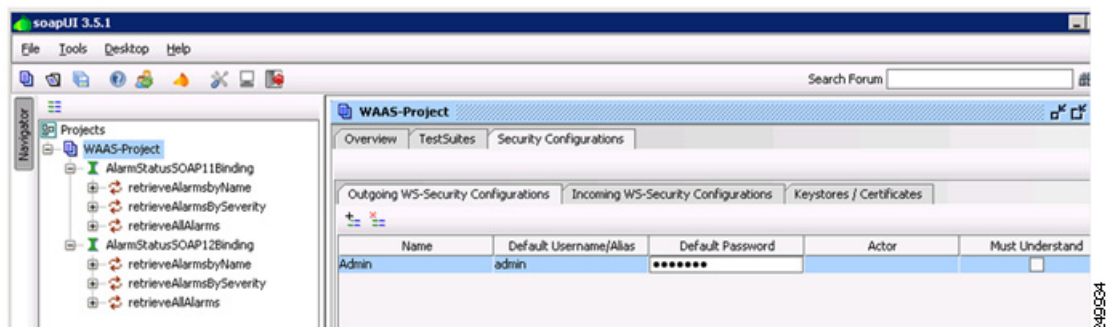 soapUI 3.5.1
File Tools Desktop Help
Search Forum
Navigator
Projects
WAAS-Project
AlarmStatusSOAP11Binding
retrieveAlarmsbyName
retrieveAlarmsBySeverity
retrieveAllAlarms
AlarmStatusSOAP12Binding
retrieveAlarmsbyName
retrieveAlarmsBySeverity
retrieveAllAlarms
WAAS-Project
Overview TestSuites Security Configurations
Outgoing WS-Security Configurations Incoming WS-Security Configurations Keystores / Certificates
Name Default Username/Alias Default Password Actor Must Understand
Admin admin •••••••
249934